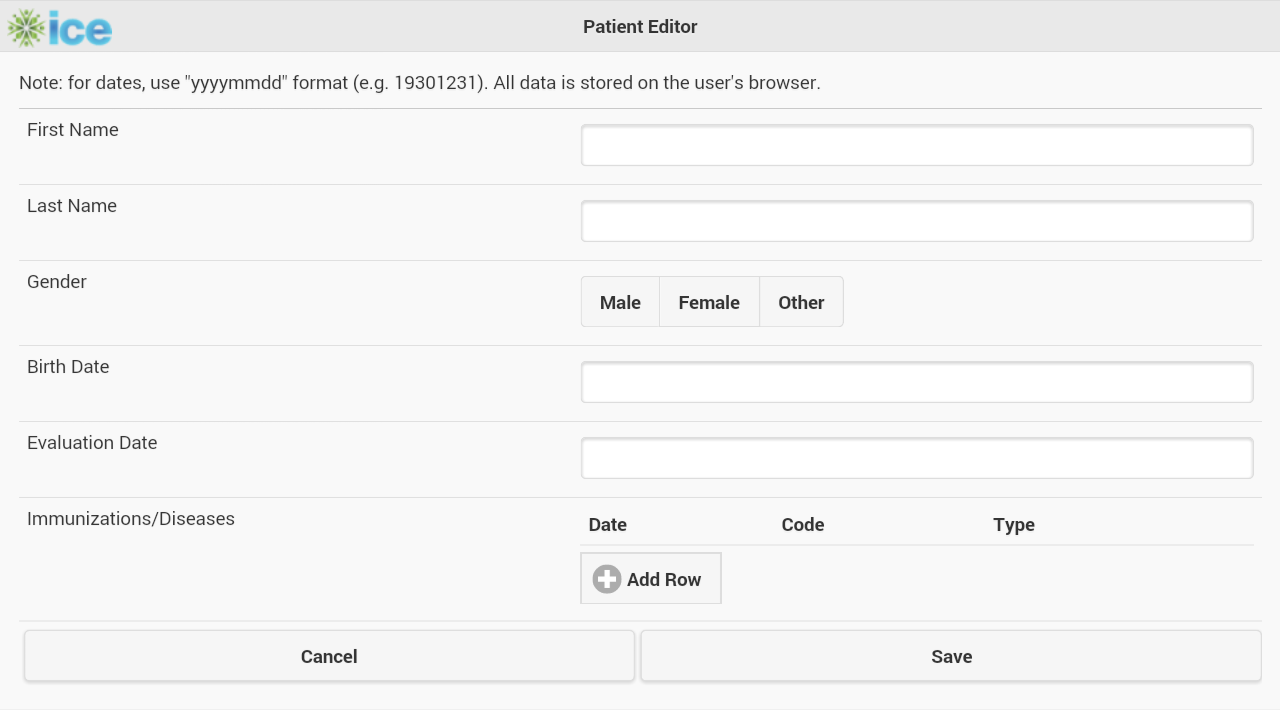 ice
Patient Editor
Note: for dates, use "yyyymmdd" format (e.g. 19301231). All data is stored on the user's browser.
First Name
Last Name
Gender
Male Female Other
Birth Date
Evaluation Date
Immunizations/Diseases
Date Code Type
Add Row
Cancel Save